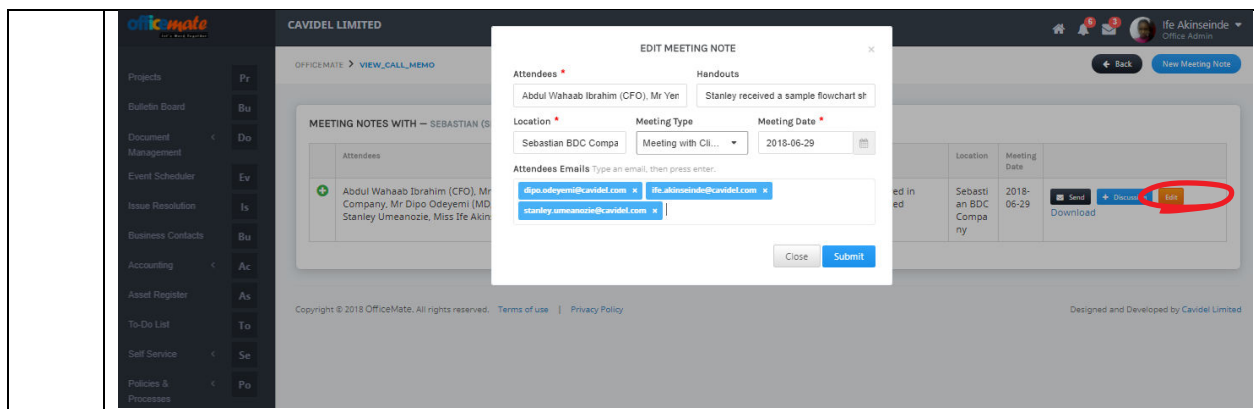 officemate
CAVIDEL LIMITED
6
3
Ife Akinseinde
Office Admin
OFFICEMATE > VIEW_CALL_MEMO
Back
New Meeting Note
Projects Pr
Bulletin Board Bu
Document Management Do
Event Scheduler Ev
Issue Resolution Is
Business Contacts Bu
Accounting Ac
Asset Register As
To-Do List To
Self Service Se
Policies & Processes Po
MEETING NOTES WITH — SEBASTIAN (S
Attendees
Location
Meeting Date
Abdul Wahaab Ibrahim (CFO), Mr
Company, Mr Dipo Odeyemi (MD
Stanley Umeanozie, Miss Ife Akin
ed in
ed
Sebasti
an BDC
Compa
ny
2018-
06-29
Send
+ Discussion
Edit
Download
EDIT MEETING NOTE
×
Attendees *
Handouts
Abdul Wahaab Ibrahim (CFO), Mr Yen
Stanley received a sample flowchart sh
Location *
Meeting Type
Meeting Date *
Sebastian BDC Compa
Meeting with Cli...
2018-06-29
Attendees Emails Type an email, then press enter.
dipo.odeyemi@cavidel.com ×
ife.akinseinde@cavidel.com ×
stanley.umeanozie@cavidel.com ×
Close
Submit
Copyright © 2018 OfficeMate. All rights reserved. Terms of use | Privacy Policy
Designed and Developed by Cavidel Limited